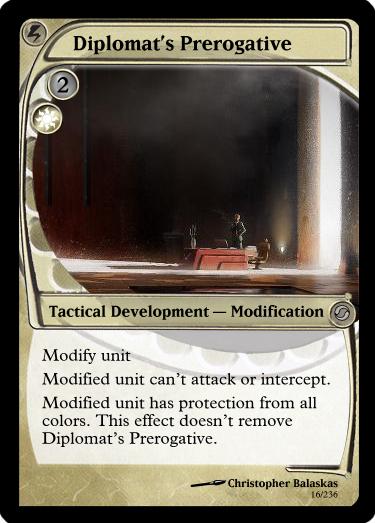 Diplomat's Prerogative
2
Tactical Development — Modification
Modify unit
Modified unit can't attack or intercept.
Modified unit has protection from all
colors. This effect doesn't remove
Diplomat's Prerogative.
Christopher Balaskas
16/236